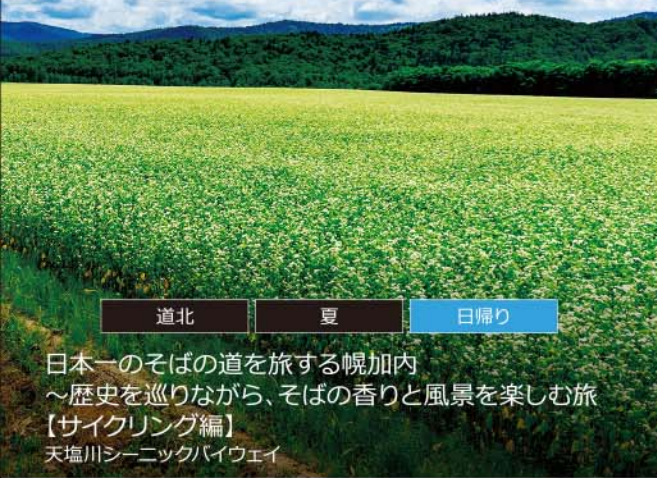 道北 夏 日帰り
日本一のそばの道を旅する幌加内
～歴史を巡りながら、そばの香りと風景を楽しむ旅
【サイクリング編】
天塩川シーニックバイウェイ